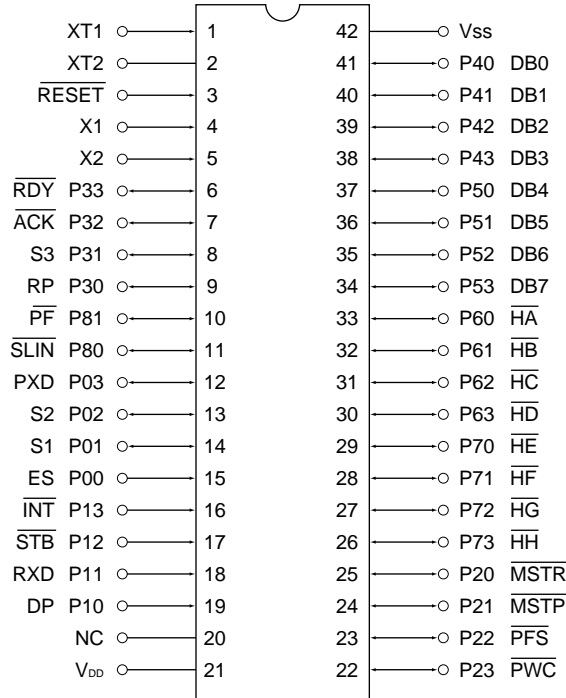 XT1 1 42 Vss
XT2 2 41 P40 DB0
RESET 3 40 P41 DB1
X1 4 39 P42 DB2
X2 5 38 P43 DB3
RDY P33 6 37 P50 DB4
ACK P32 7 36 P51 DB5
S3 P31 8 35 P52 DB6
RP P30 9 34 P53 DB7
PF P81 10 33 P60 HA
SLIN P80 11 32 P61 HB
PXD P03 12 31 P62 HC
S2 P02 13 30 P63 HD
S1 P01 14 29 P70 HE
ES P00 15 28 P71 HF
INT P13 16 27 P72 HG
STB P12 17 26 P73 HH
RXD P11 18 25 P20 MSTR
DP P10 19 24 P21 MSTP
NC 20 23 P22 PFS
VDD 21 22 P23 PWC